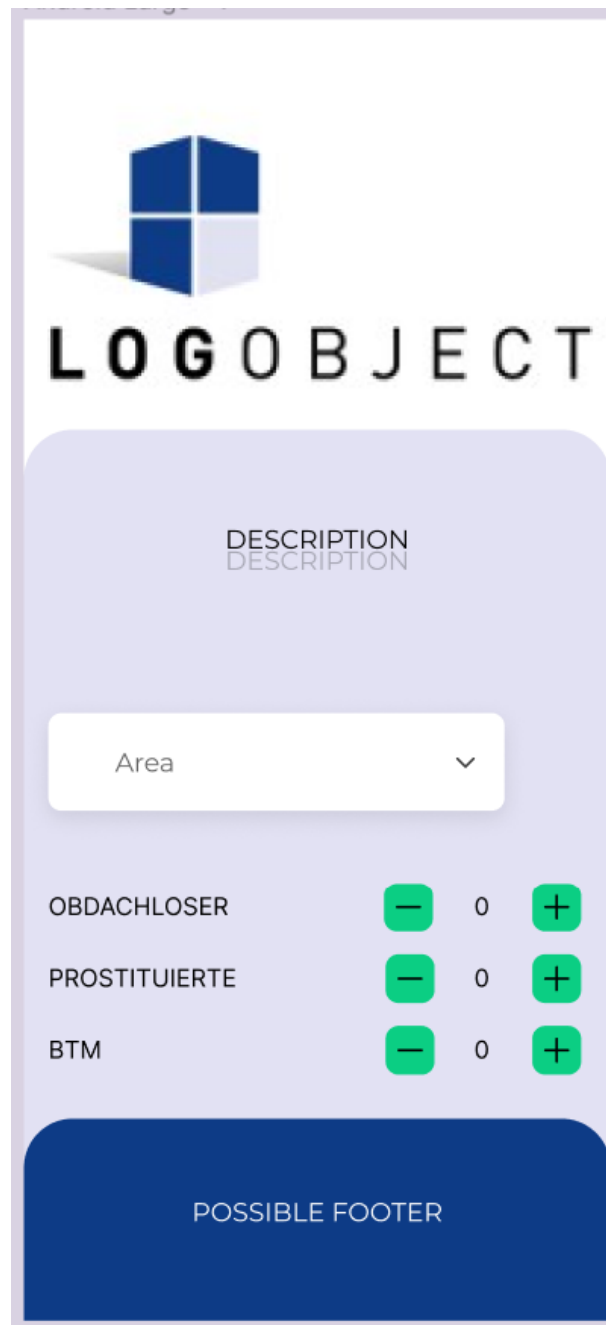 LOGOBJECT
DESCRIPTION
DESCRIPTION
Area
OBDACHLOSER 0
PROSTITUIERTE 0
BTM 0
POSSIBLE FOOTER